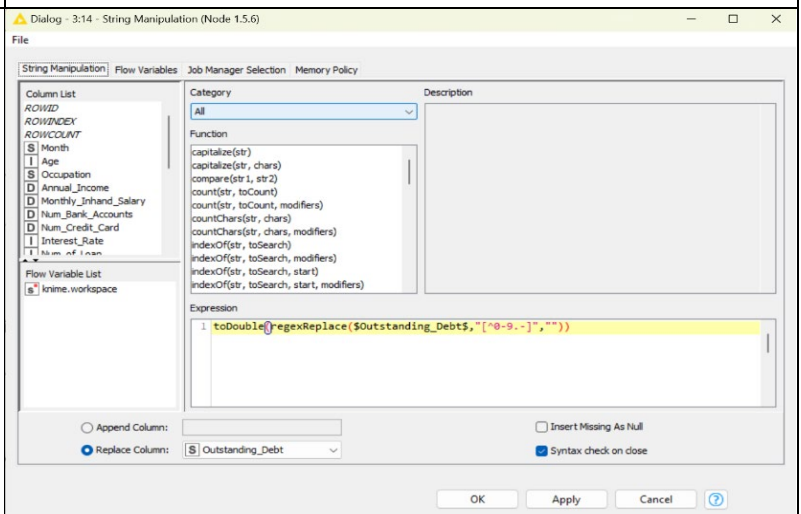 Dialog - 3:14 - String Manipulation (Node 1.5.6)
File
String Manipulation Flow Variables Job Manager Selection Memory Policy
Column List
ROWID
ROWINDEX
ROWCOUNT
S Month
I Age
S Occupation
D Annual_Income
D Monthly_Inhand_Salary
D Num_Bank_Accounts
D Num_Credit_Card
I Interest_Rate
I Num_of_Loan
Flow Variable List
s knime.workspace
Category
All
Function
capitalize(str)
capitalize(str, chars)
compare(str1, str2)
count(str, toCount)
count(str, toCount, modifiers)
countChars(str, chars)
countChars(str, chars, modifiers)
indexOf(str, toSearch)
indexOf(str, toSearch, modifiers)
indexOf(str, toSearch, start)
indexOf(str, toSearch, start, modifiers)
Description
Expression
1 toDouble(regexReplace($Outstanding_Debt$,"[^0-9.-]",""))
Append Column:
Insert Missing As Null
Replace Column: S Outstanding_Debt
Syntax check on close
OK Apply Cancel ?